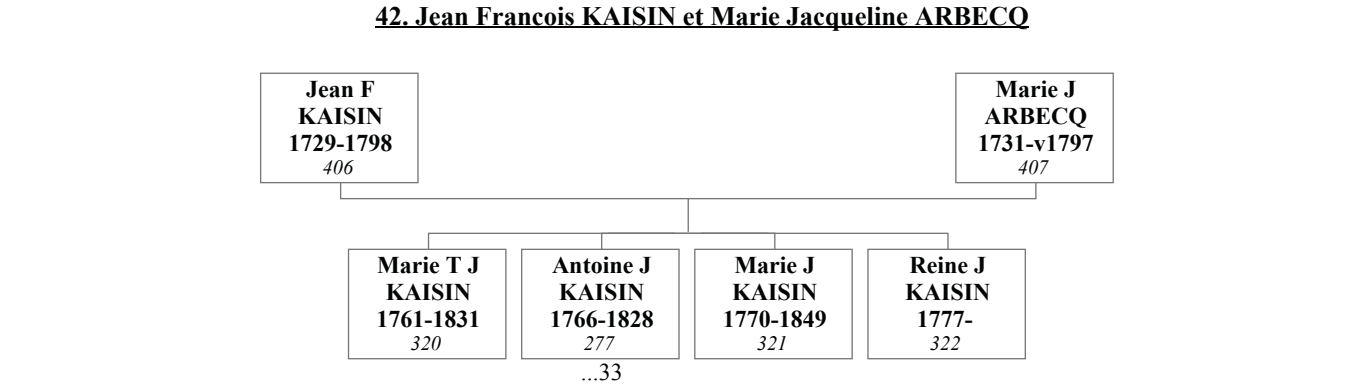 42. Jean Francois KAISIN et Marie Jacqueline ARBECQ
Jean F
KAISIN
1729-1798
406
Marie J
ARBECQ
1731-v1797
407
Marie T J
KAISIN
1761-1831
320
Antoine J
KAISIN
1766-1828
277
...33
Marie J
KAISIN
1770-1849
321
Reine J
KAISIN
1777-
322